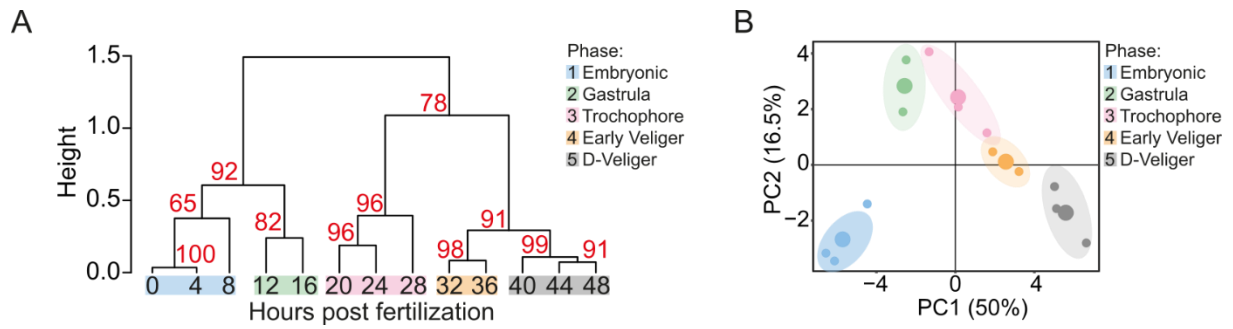 A
Height
1.5
1.0
0.5
0.0
78
92
65
100
82
96
96
91
98
99
91
0 4 8 12 16 20 24 28 32 36 40 44 48
Hours post fertilization
Phase:
1 Embryonic
2 Gastrula
3 Trochophore
4 Early Veliger
5 D-Veliger
B
PC2 (16.5%)
4
2
0
−2
−4 0 4
PC1 (50%)
Phase:
1 Embryonic
2 Gastrula
3 Trochophore
4 Early Veliger
5 D-Veliger